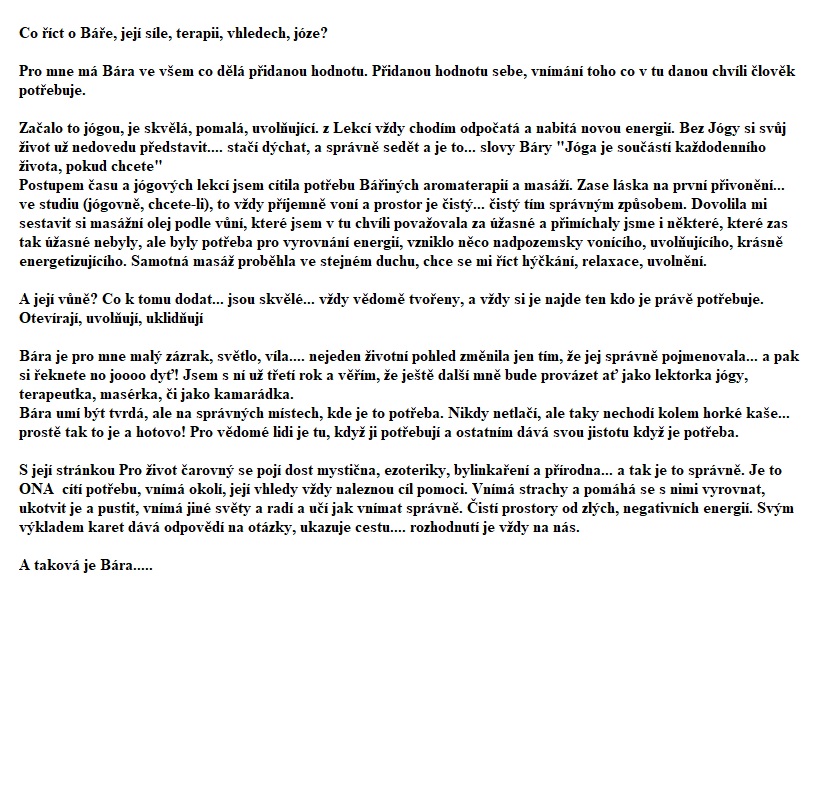 Co říct o Báře, její síle, terapii, vhledech, józe?
Pro mne má Bára ve všem co dělá přidanou hodnotu. Přidanou hodnotu sebe, vnímání toho co v tu danou chvíli člověk
potřebuje.
Začalo to jógou, je skvělá, pomalá, uvolňující. z Lekcí vždy chodím odpočatá a nabitá novou energií. Bez Jógy si svůj
život už nedovedu představit.... stačí dýchat, a správně sedět a je to... slovy Báry "Jóga je součástí každodenního
života, pokud chcete"
Postupem času a jógových lekcí jsem cítila potřebu Bářiných aromaterapií a masáží. Zase láska na první přivonění...
ve studiu (jógovně, chcete-li), to vždy příjemně voní a prostor je čistý... čistý tím správným způsobem. Dovolila mi
sestavit si masážní olej podle vůní, které jsem v tu chvíli považovala za úžasné a přimíchaly jsme i některé, které zas
tak úžasné nebyly, ale byly potřeba pro vyrovnání energií, vzniklo něco nadpozemsky vonícího, uvolňujícího, krásně
energetizujícího. Samotná masáž proběhla ve stejném duchu, chce se mi říct hýčkání, relaxace, uvolnění.
A její vůně? Co k tomu dodat... jsou skvělé... vždy vědomě tvořeny, a vždy si je najde ten kdo je právě potřebuje.
Otevírají, uvolňují, uklidňují
Bára je pro mne malý zázrak, světlo, víla.... nejeden životní pohled změnila jen tím, že jej správně pojmenovala... a pak
si řeknete no joooo dyť! Jsem s ní už třetí rok a věřím, že ještě další mně bude provázet ať jako lektorka jógy,
terapeutka, masérka, či jako kamarádka.
Bára umí být tvrdá, ale na správných místech, kde je to potřeba. Nikdy netlačí, ale taky nechodí kolem horké kaše...
prostě tak to je a hotovo! Pro vědomé lidi je tu, když ji potřebují a ostatním dává svou jistotu když je potřeba.
S její stránkou Pro život čarovný se pojí dost mystična, ezoteriky, bylinkaření a přírodna... a tak je to správně. Je to
ONA  cítí potřebu, vnímá okolí, její vhledy vždy naleznou cíl pomoci. Vnímá strachy a pomáhá se s nimi vyrovnat,
ukotvit je a pustit, vnímá jiné světy a radí a učí jak vnímat správně. Čistí prostory od zlých, negativních energií. Svým
výkladem karet dává odpovědí na otázky, ukazuje cestu.... rozhodnutí je vždy na nás.
A taková je Bára.....